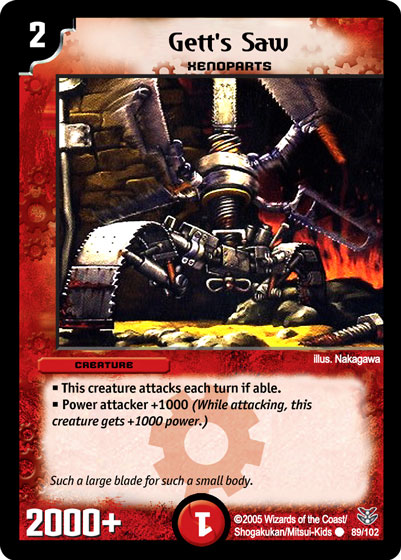 2
Gett's Saw
XENOPARTS
illus. Nakagawa
CREATURE
▪ This creature attacks each turn if able.
▪ Power attacker +1000 (While attacking, this
creature gets +1000 power.)
Such a large blade for such a small body.
2000+
1
©2005 Wizards of the Coast/
Shogakukan/Mitsui-Kids ● 89/102